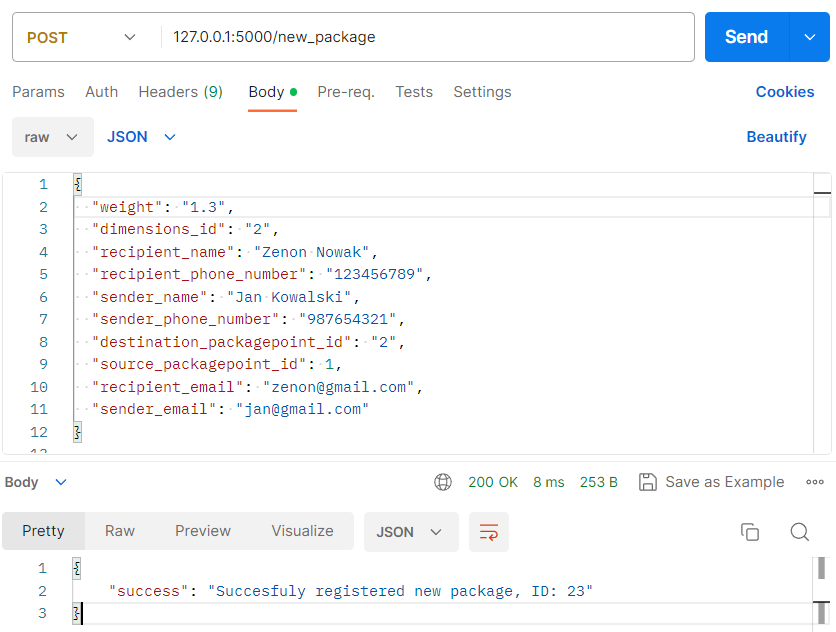 POST 127.0.0.1:5000/new_package Send
Params Auth Headers (9) Body Pre-req. Tests Settings Cookies
raw JSON Beautify
1 {
2 "weight": "1.3",
3 "dimensions_id": "2",
4 "recipient_name": "Zenon Nowak",
5 "recipient_phone_number": "123456789",
6 "sender_name": "Jan Kowalski",
7 "sender_phone_number": "987654321",
8 "destination_packagepoint_id": "2",
9 "source_packagepoint_id": 1,
10 "recipient_email": "zenon@gmail.com",
11 "sender_email": "jan@gmail.com"
12 }
13
Body 200 OK 8 ms 253 B Save as Example
Pretty Raw Preview Visualize JSON
1 {
2 "success": "Succesfuly registered new package, ID: 23"
3 }